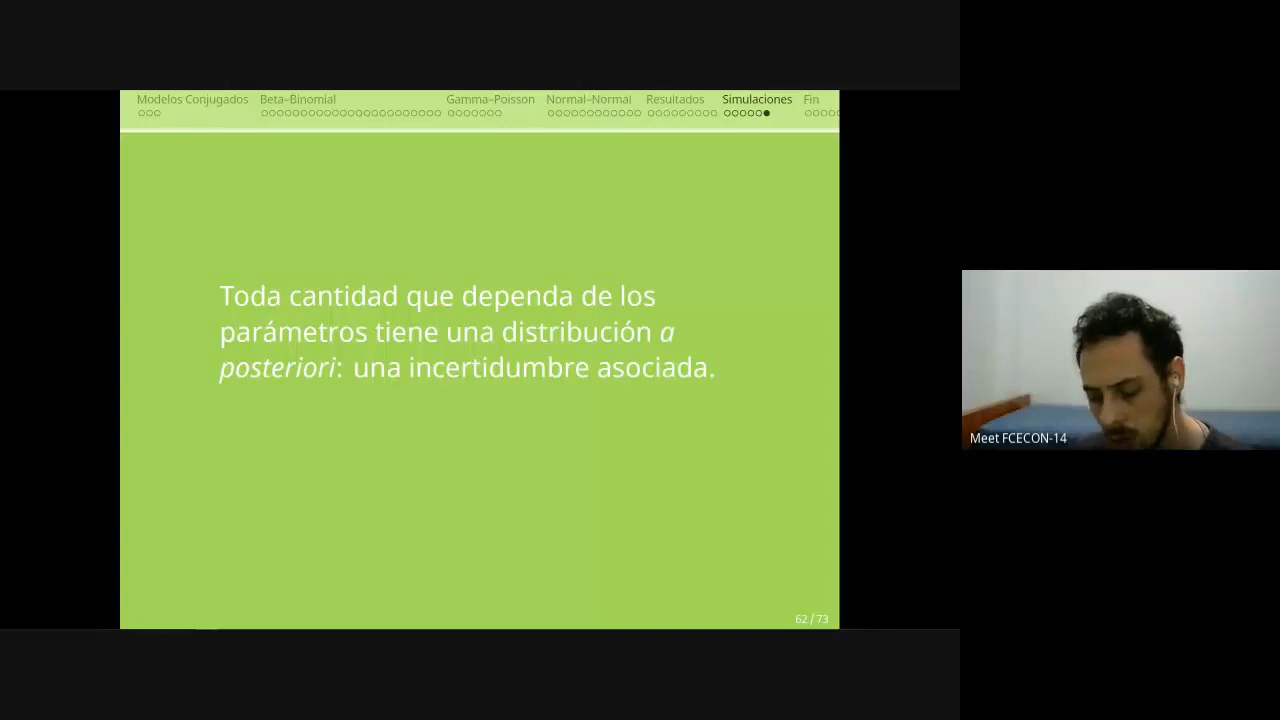 Modelos Conjugados Beta–Binomial Gamma–Poisson Normal–Normal Resultados Simulaciones Fin
Toda cantidad que dependa de los
parámetros tiene una distribución a
posteriori: una incertidumbre asociada.
62 / 73
Meet FCECON-14